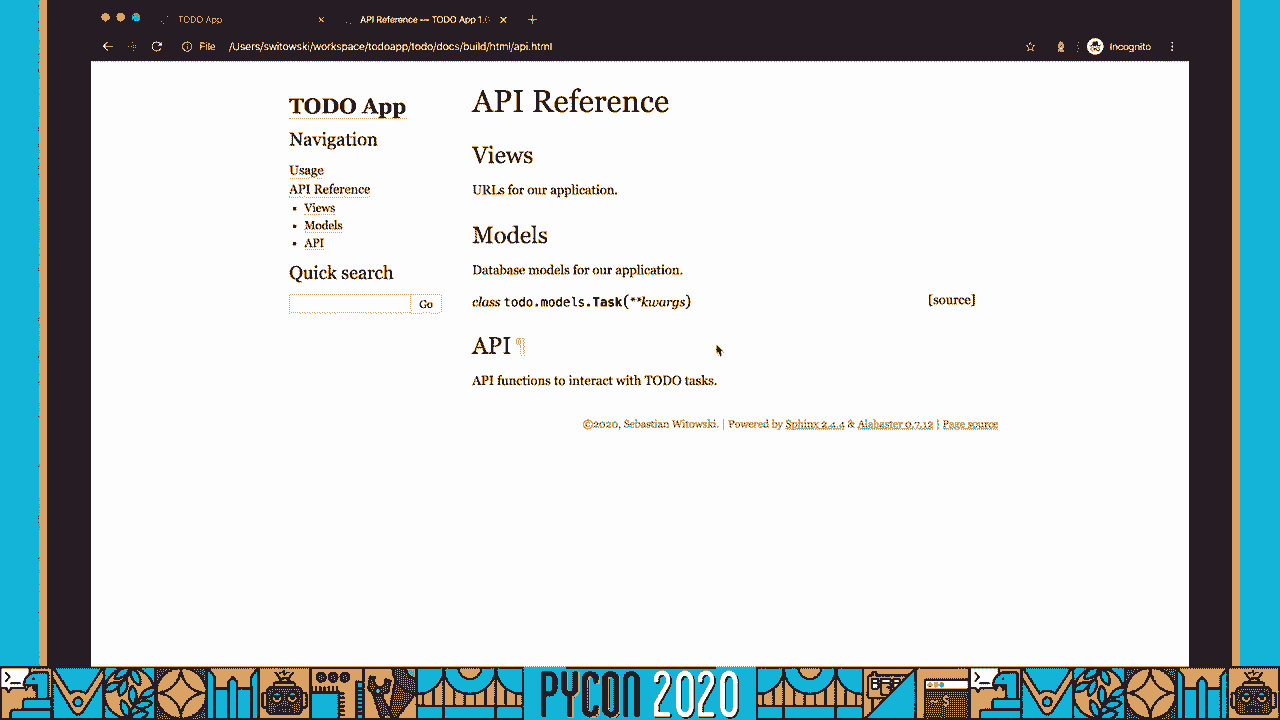 TODO App
API Reference — TODO App 1.
File
/Users/switowski/workspace/todoapp/todo/docs/build/html/api.html
Incognito
TODO App
Navigation
Usage
API Reference
Views
Models
API
Quick search
Go
API Reference
Views
URLs for our application.
Models
Database models for our application.
class todo.models.Task(**kwargs)
[source]
API ¶
API functions to interact with TODO tasks.
©2020, Sebastian Witowski. | Powered by Sphinx 2.4.4 & Alabaster 0.7.12 | Page source
PYCON 2020